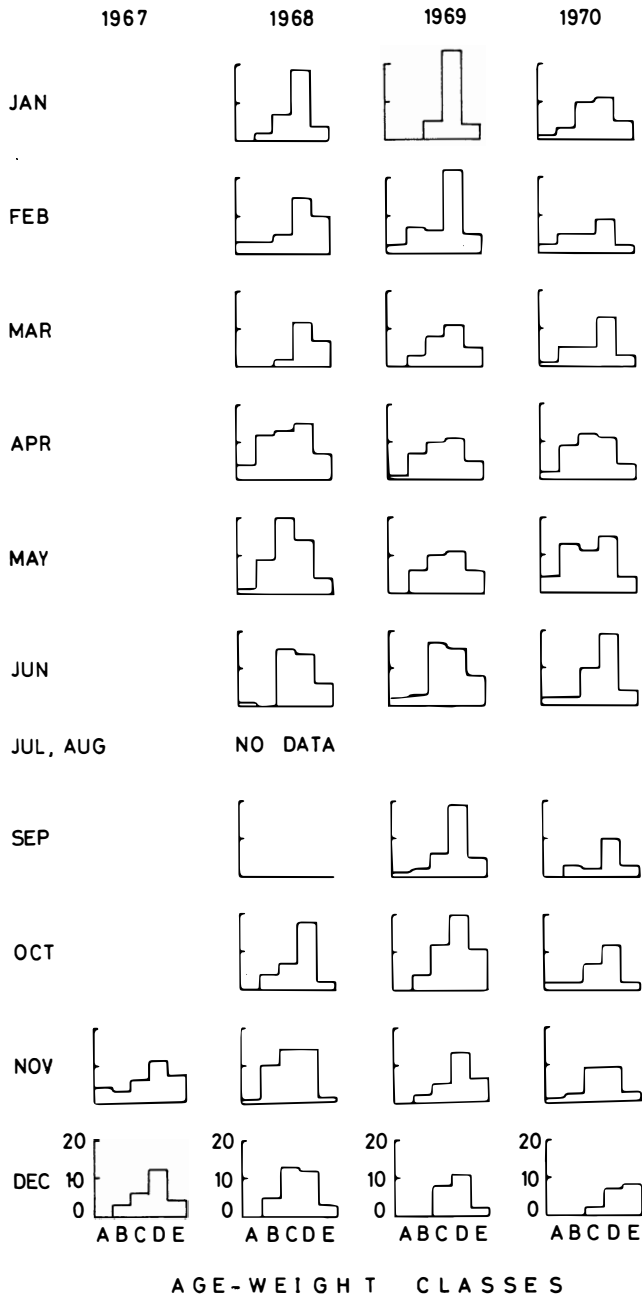 1967 1968 1969 1970
JAN
FEB
MAR
APR
MAY
JUN
JUL, AUG NO DATA
SEP
OCT
NOV
20 20 20 20
DEC 10 10 10 10
0 0 0 0
A B C D E A B C D E A B C D E A B C D E
AGE-WEIGHT CLASSES